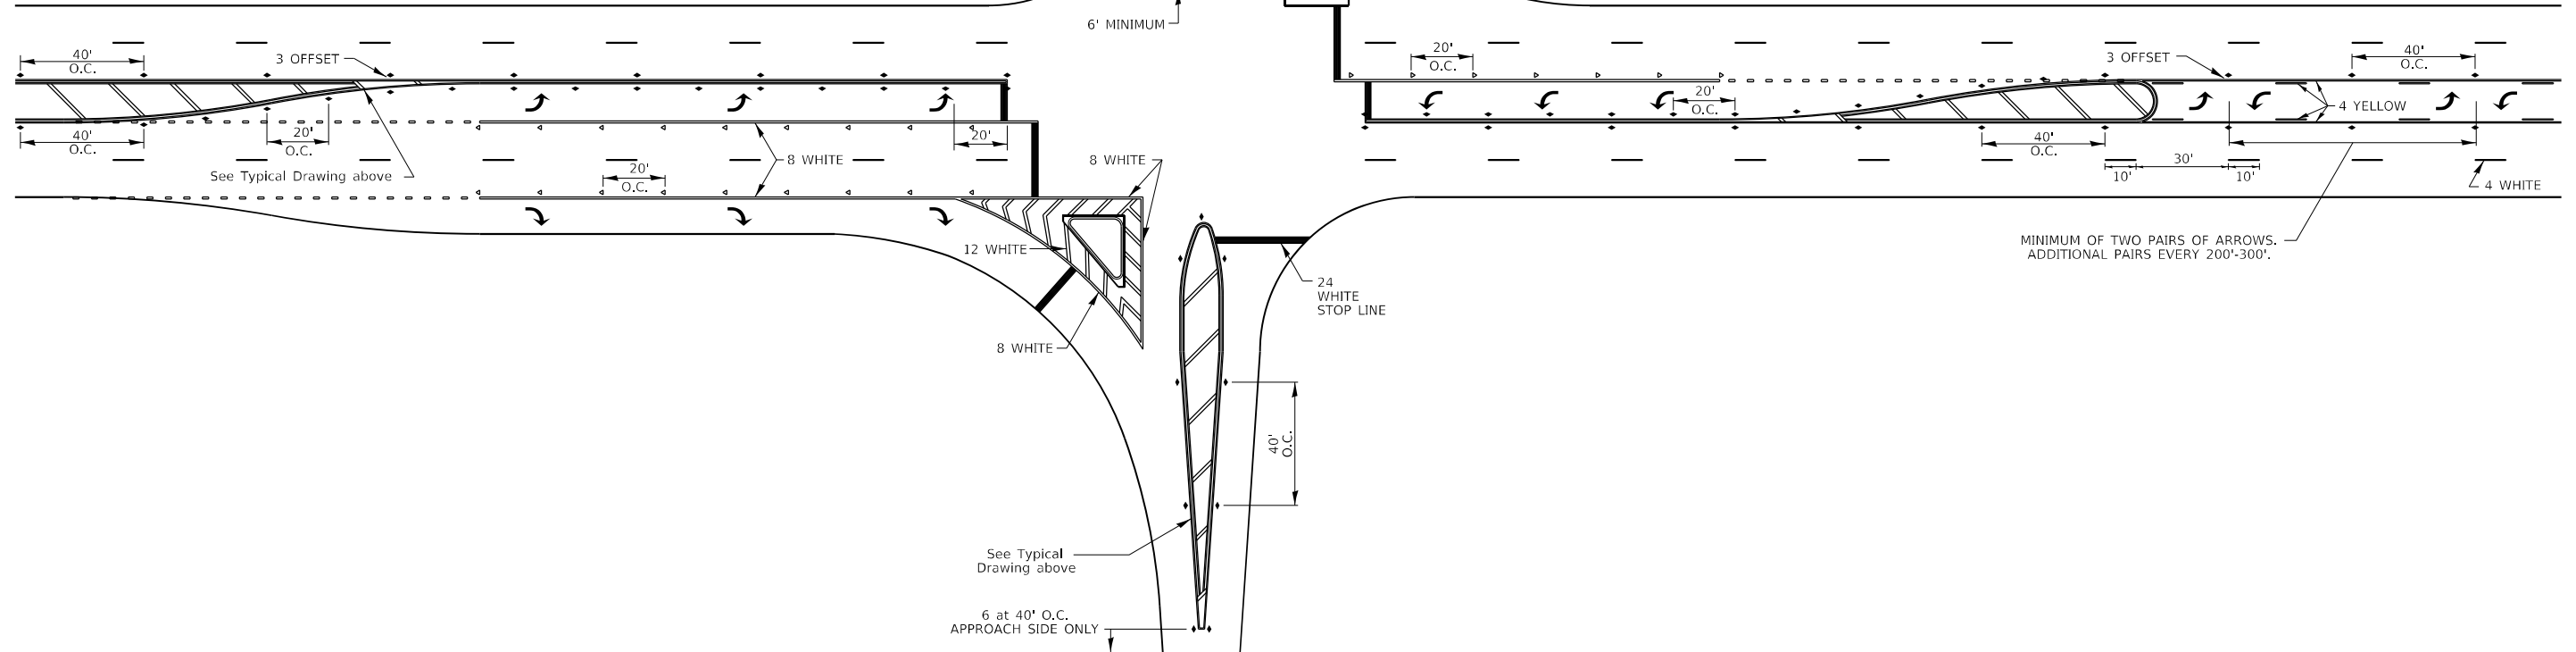 6' MINIMUM
40'
O.C.
3 OFFSET
20'
O.C.
3 OFFSET
40'
O.C.
40'
O.C.
20'
O.C.
See Typical Drawing above
20'
O.C.
8 WHITE
20'
8 WHITE
20'
O.C.
40'
O.C.
4 YELLOW
10'
30'
10'
4 WHITE
12 WHITE
8 WHITE
24
WHITE
STOP LINE
MINIMUM OF TWO PAIRS OF ARROWS.
ADDITIONAL PAIRS EVERY 200'-300'.
40'
O.C.
See Typical
Drawing above
6 at 40' O.C.
APPROACH SIDE ONLY